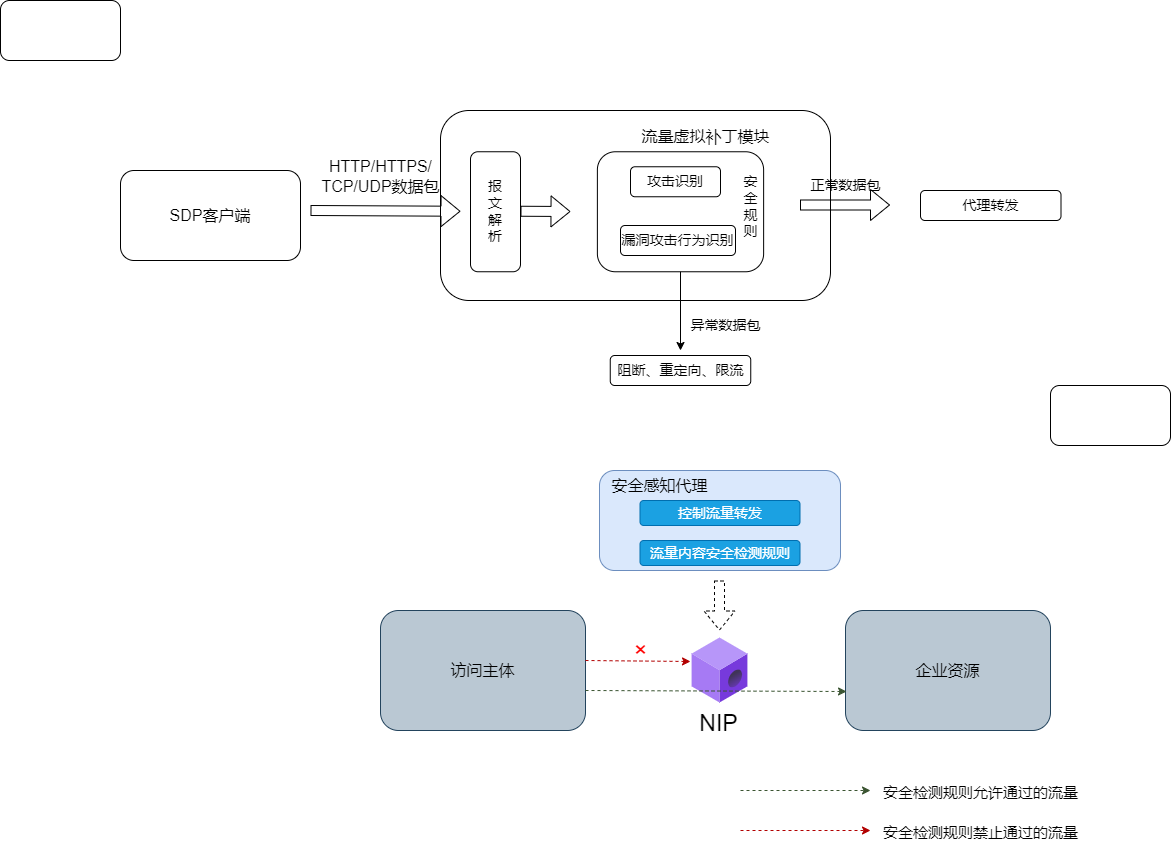 流量虚拟补丁模块
HTTP/HTTPS/
TCP/UDP数据包
SDP客户端
报文解析
攻击识别
漏洞攻击行为识别
安全规则
正常数据包
代理转发
异常数据包
阻断、重定向、限流
安全感知代理
控制流量转发
流量内容安全检测规则
访问主体
×
企业资源
NIP
安全检测规则允许通过的流量
安全检测规则禁止通过的流量